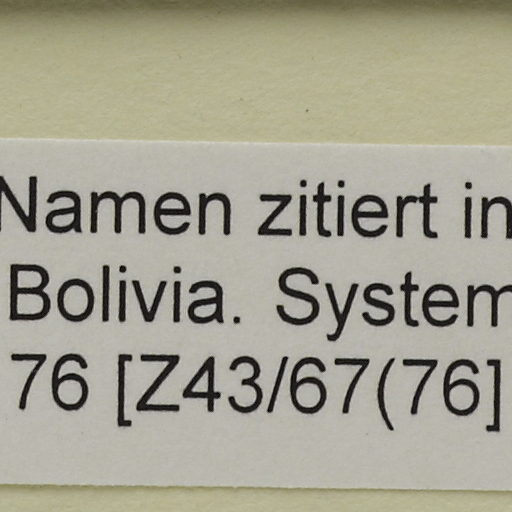 Namen zitiert in
Bolivia. System
76 [Z43/67(76]